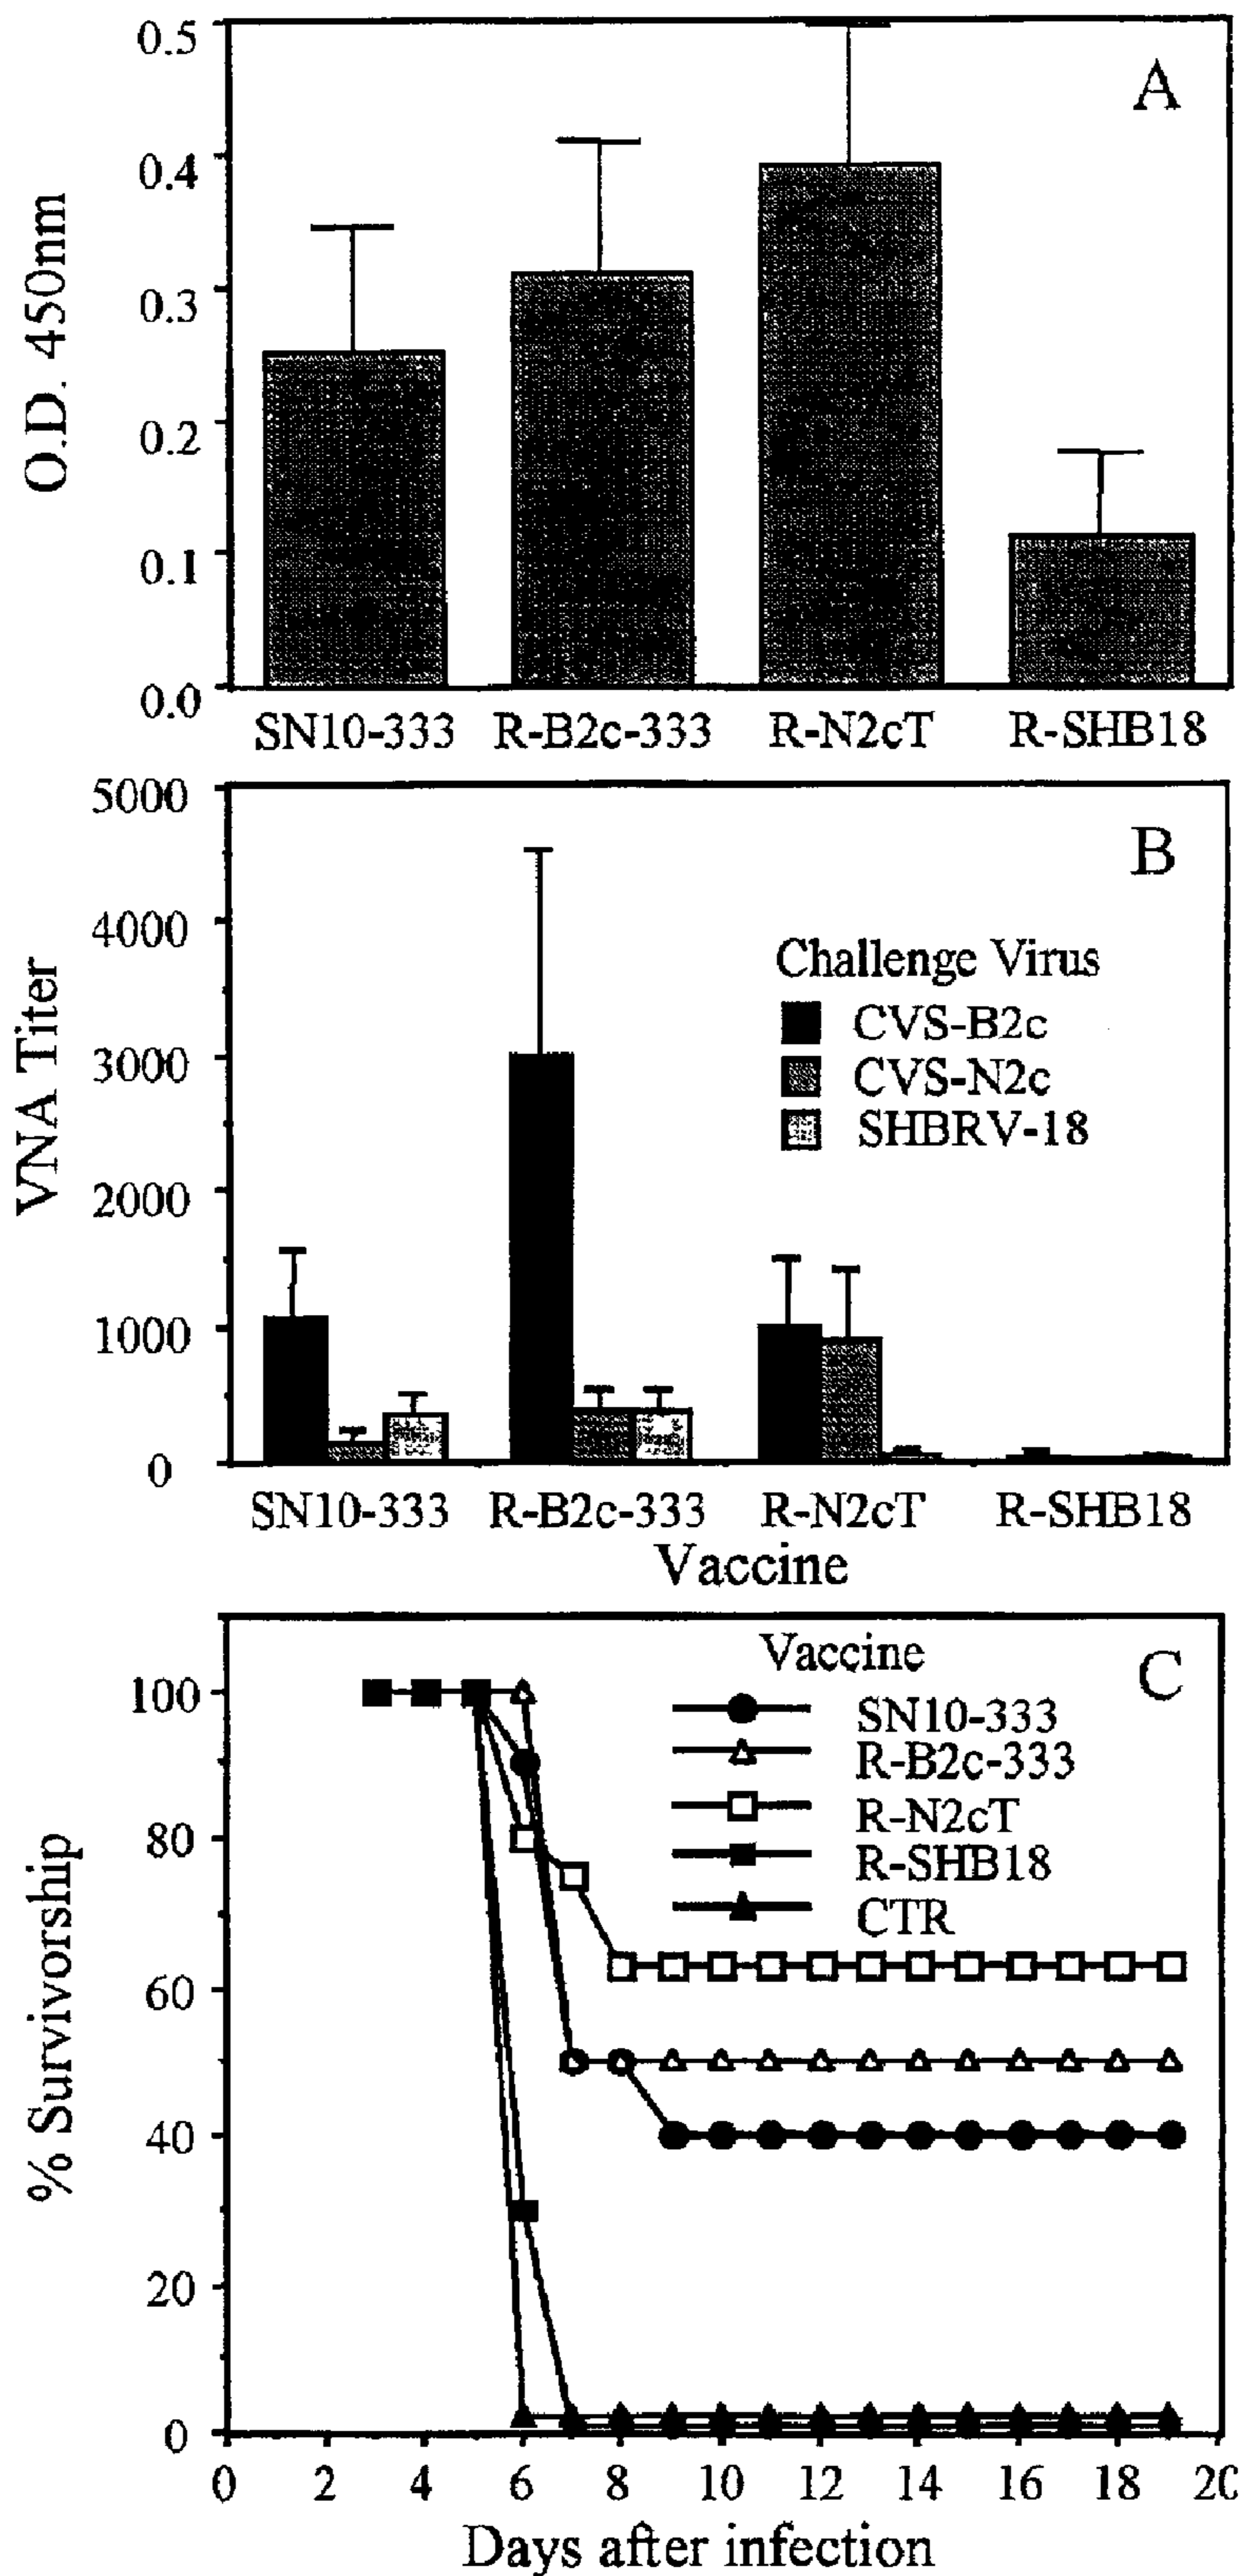 A
0.5
0.4
0.3
0.2
0.1
0.0
O.D. 450nm
SN10-333 R-B2c-333 R-N2cT R-SHB18
B
5000
4000
3000
2000
1000
0
VNA Titer
Challenge Virus
CVS-B2c
CVS-N2c
SHBRV-18
SN10-333 R-B2c-333 R-N2cT R-SHB18
Vaccine
C
Vaccine
SN10-333
R-B2c-333
R-N2cT
R-SHB18
CTR
100
80
60
40
20
0
% Survivorship
0 2 4 6 8 10 12 14 16 18 20
Days after infection